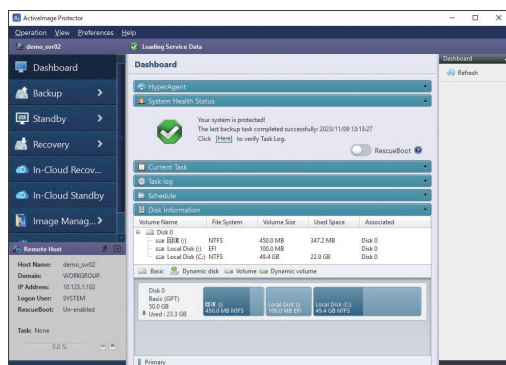 ActiveImage Protector
Operation View Preferences Help
demo_svr02
Loading Service Data
Dashboard
Backup
Standby
Recovery
In-Cloud Recov...
In-Cloud Standby
Image Manag...
Remote Host
Host Name: demo_svr02
Domain: WORKGROUP
IP Address: 10.123.1.102
Logon User: SYSTEM
RescueBoot: Un-enabled
Task: None
0.0 %
Dashboard
HyperAgent
System Health Status
Your system is protected!
The last backup task completed successfully: 2023/11/09 13:13:27
Click [Here] to verify Task Log.
RescueBoot
Current Task
Task log
Schedule
Disk Information
Volume Name File System Volume Size Used Space Associated
Disk 0
回復 (:) NTFS 450.0 MB 347.2 MB Disk 0
Local Disk (:) EFI 100.0 MB Disk 0
Local Disk (C:) NTFS 49.4 GB 22.9 GB Disk 0
Basic Dynamic disk Volume Dynamic volume
Disk 0
Basic (GPT)
50.0 GB
Used : 23.3 GB
回復 (:)
450.0 MB NTFS
Local Disk (:)
100.0 MB EFI
Local Disk (C:)
49.4 GB NTFS
Primary
Dashboard
Refresh